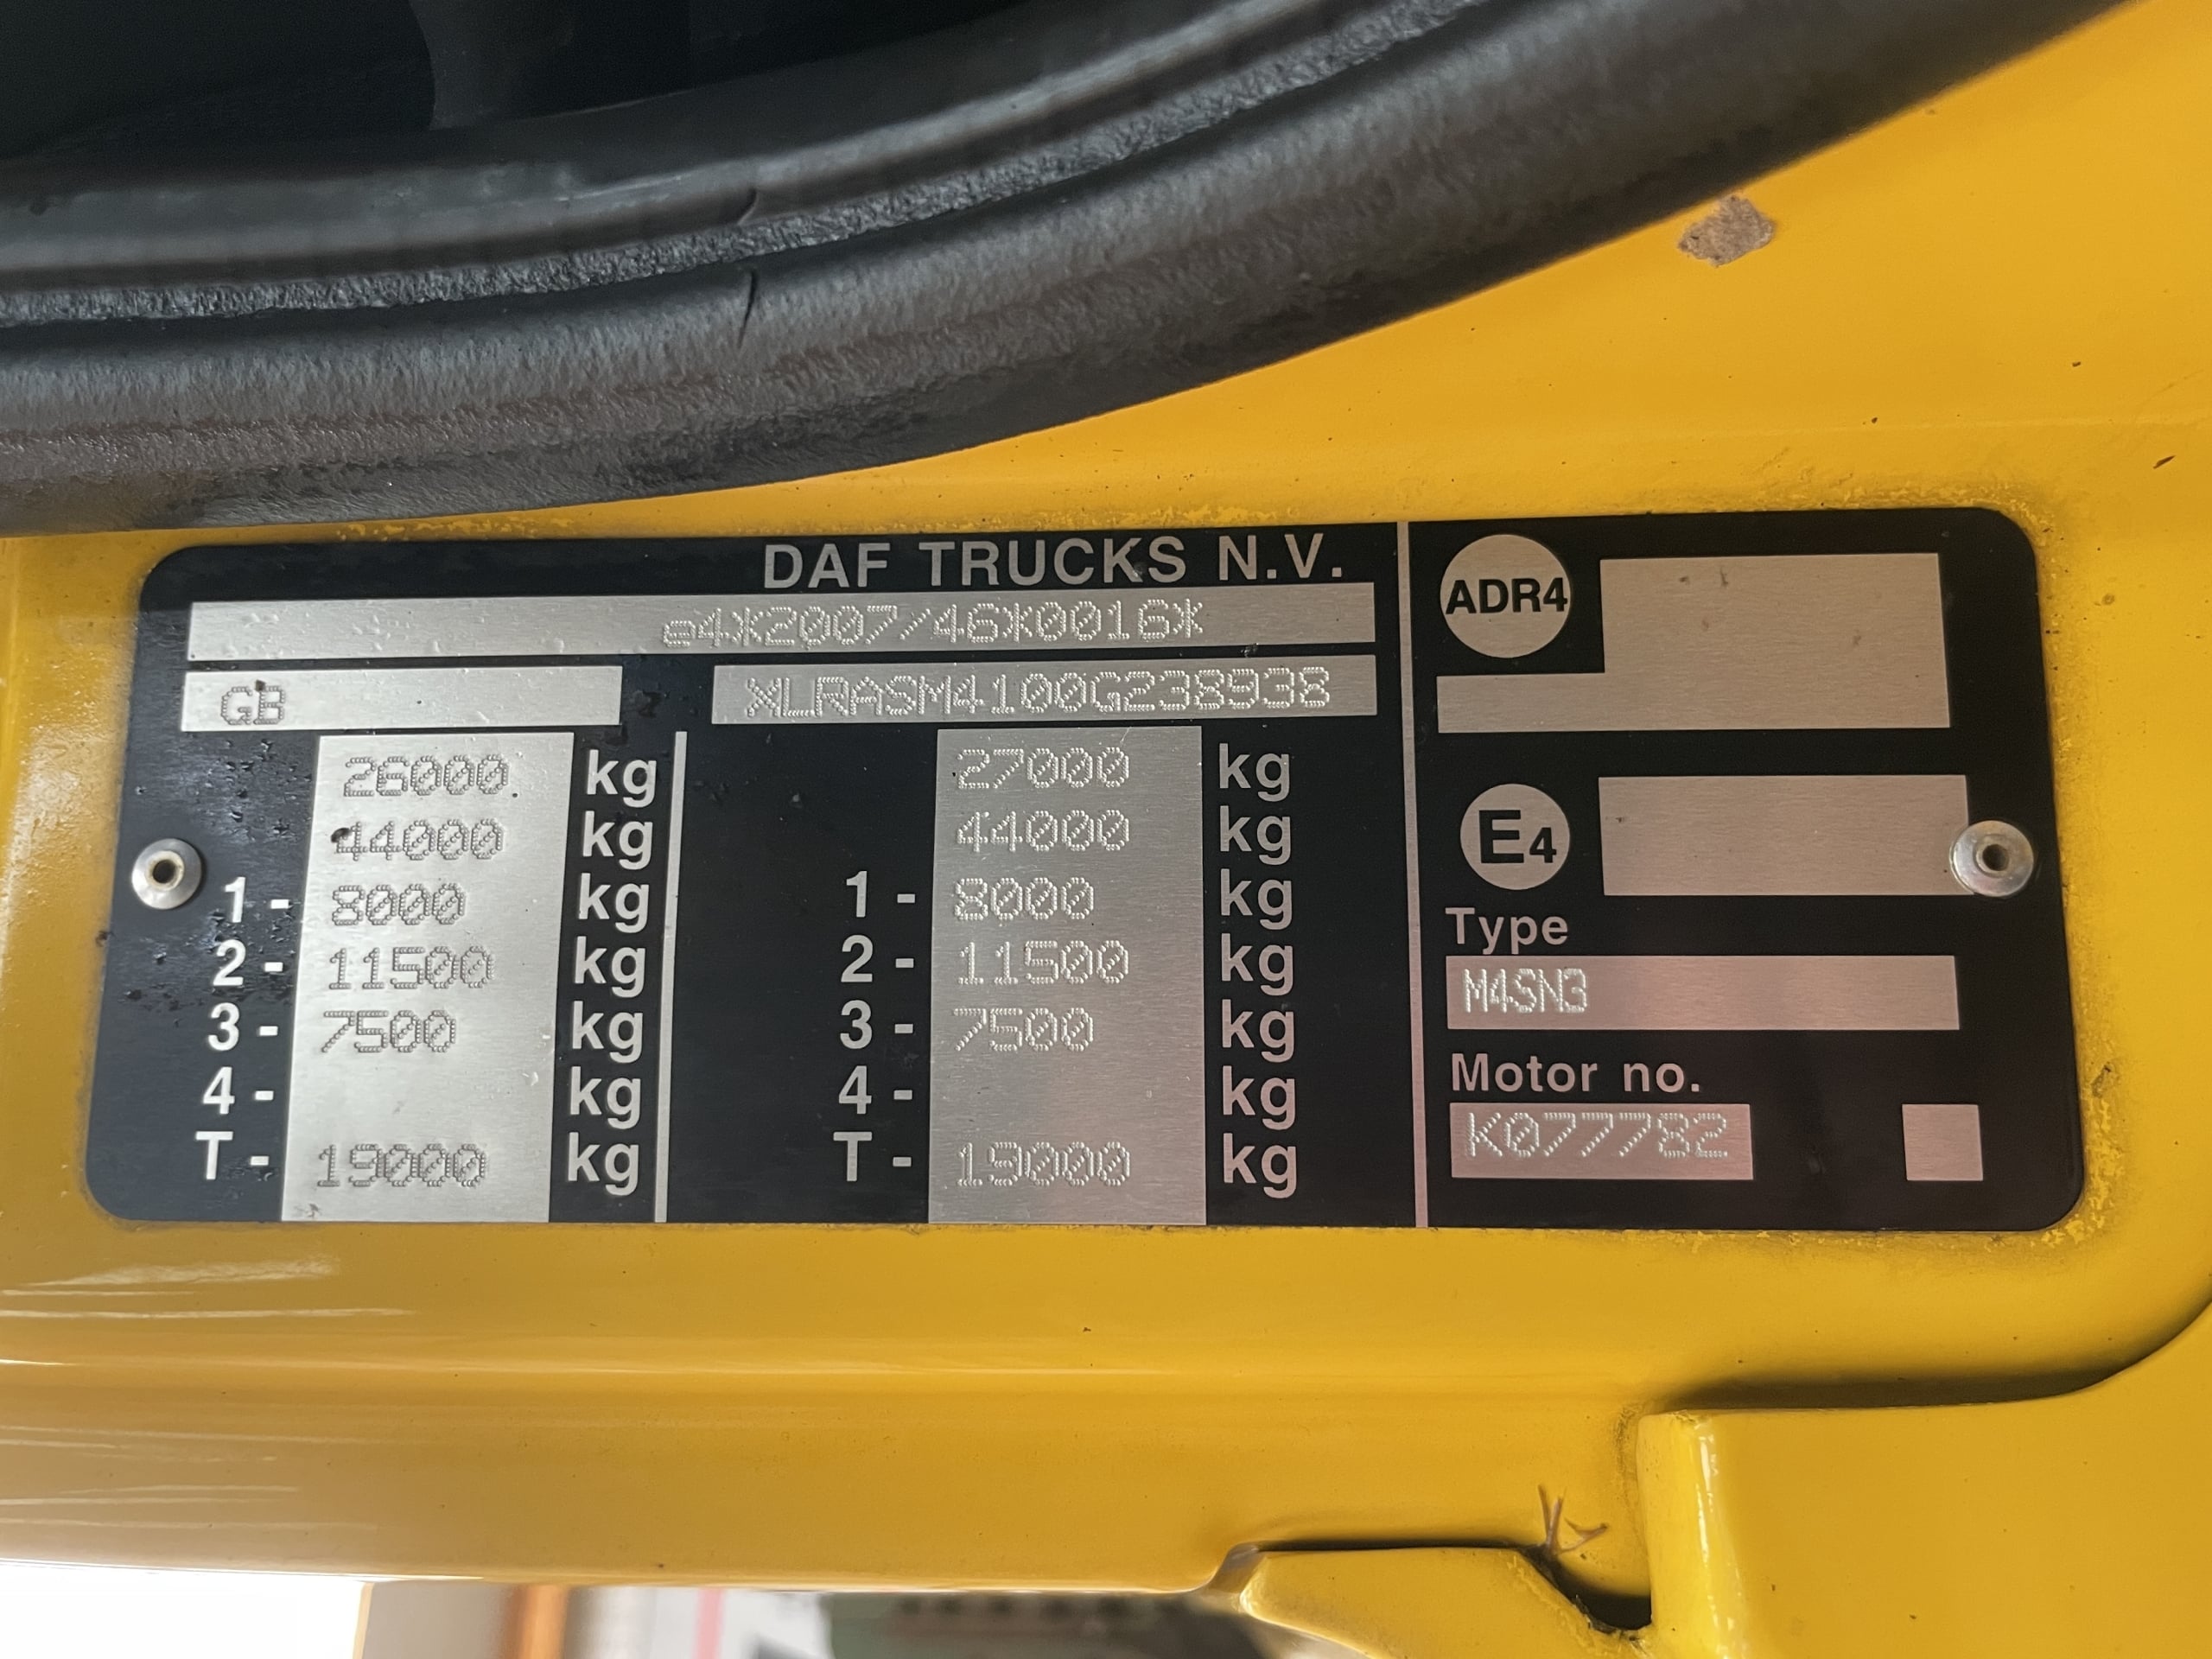 DAF TRUCKS N.V.
e4*2007/46*0016*
GB XLRASM4100G238938
26000 kg 27000 kg
44000 kg 44000 kg
1- 8000 kg 1- 8000 kg
2- 11500 kg 2- 11500 kg
3- 7500 kg 3- 7500 kg
4- kg 4- kg
T- 19000 kg T- 19000 kg
ADR4
E4
Type
M4SN3
Motor no.
K077782